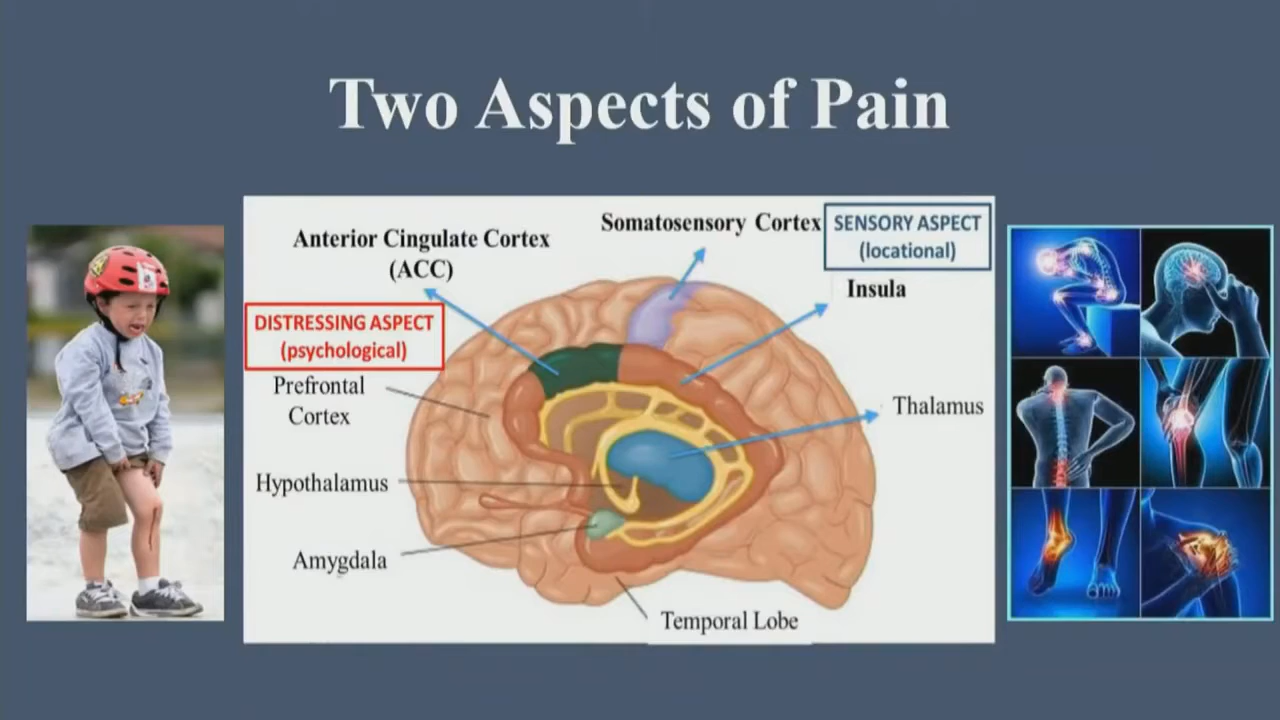 Two Aspects of Pain
Anterior Cingulate Cortex
(ACC)
Somatosensory Cortex
SENSORY ASPECT
(locational)
Insula
DISTRESSING ASPECT
(psychological)
Prefrontal
Cortex
Thalamus
Hypothalamus
Amygdala
Temporal Lobe